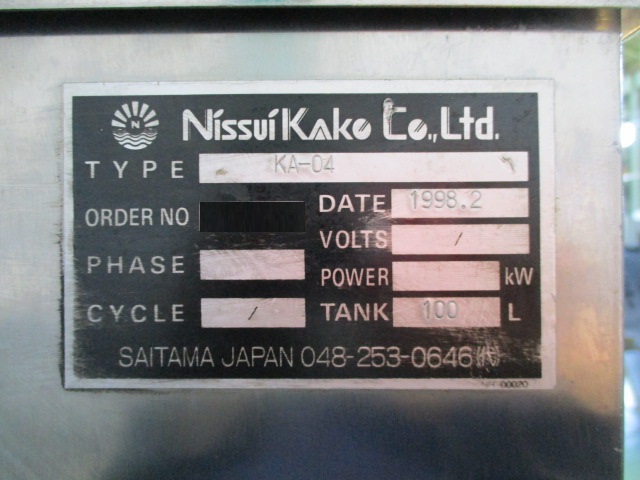 N
Nissui Kako Co., Ltd.
TYPE KA-04
ORDER NO
DATE 1998.2
VOLTS /
PHASE
POWER kW
CYCLE /
TANK 100 L
SAITAMA JAPAN 048-253-0646
00020